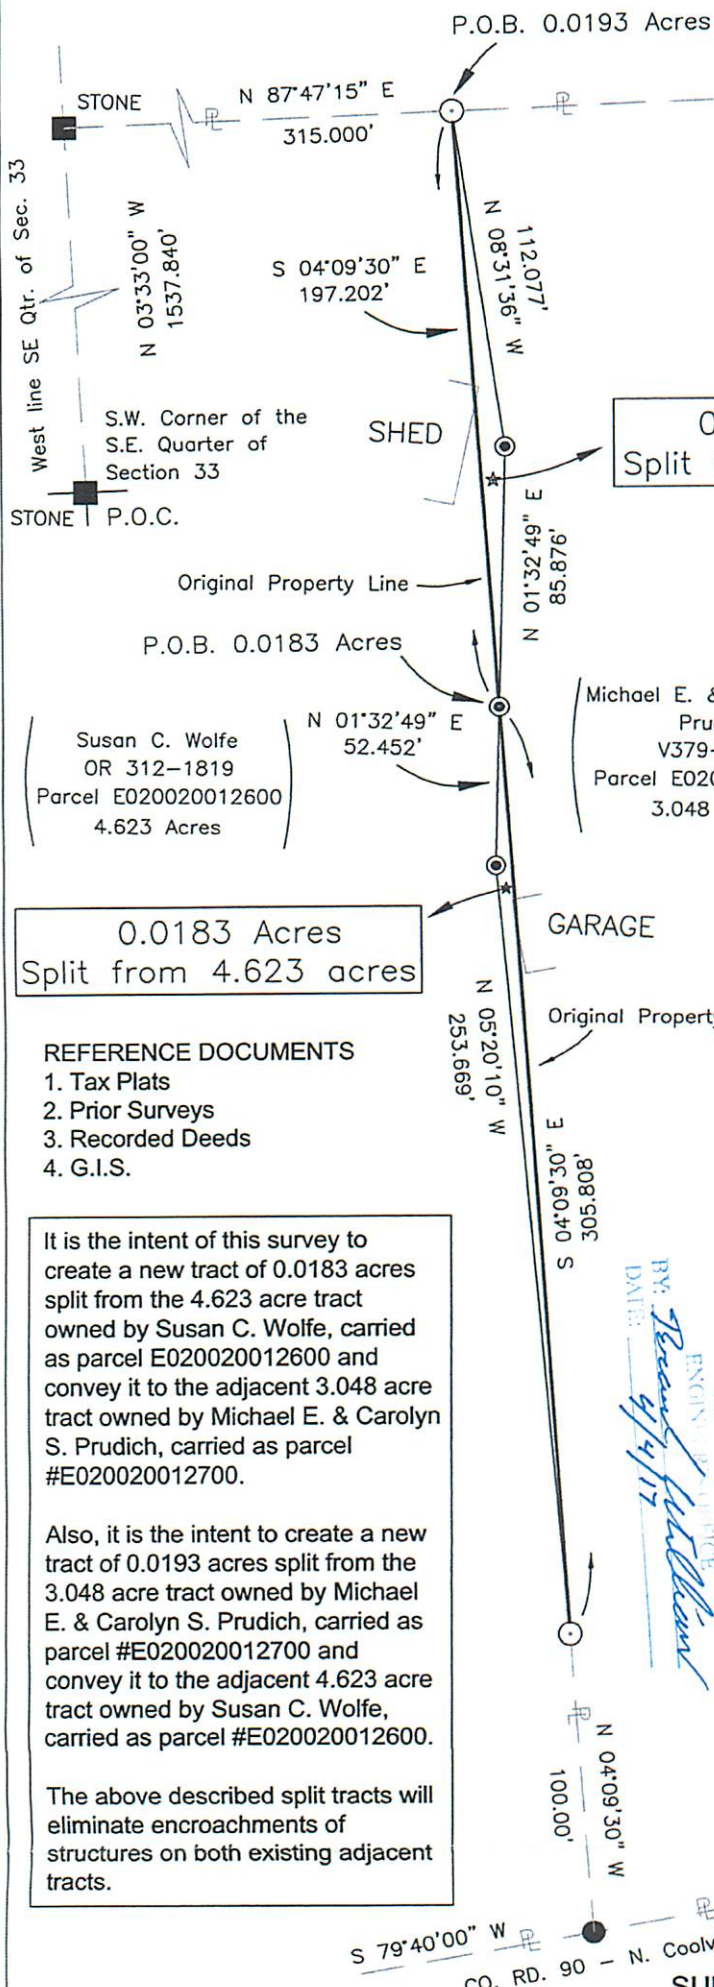 P.O.B. 0.0193 Acres
STONE
N 87°47'15" E
315.000'
West line SE Qtr. of Sec. 33
N 03°33'00" W
1537.840'
S 04°09'30" E
197.202'
N 08°31'36" W
112.077'
S.W. Corner of the
S.E. Quarter of
Section 33
STONE
P.O.C.
SHED
0
Split
N 01°32'49" E
85.876'
Original Property Line
P.O.B. 0.0183 Acres
Susan C. Wolfe
OR 312-1819
Parcel E020020012600
4.623 Acres
N 01°32'49" E
52.452'
Michael E. &
Pru
V379-
Parcel E020
3.048
0.0183 Acres
Split from 4.623 acres
GARAGE
Original Property
N 05°20'10" W
253.669'
S 04°09'30" E
305.808'
REFERENCE DOCUMENTS
1. Tax Plats
2. Prior Surveys
3. Recorded Deeds
4. G.I.S.
It is the intent of this survey to
create a new tract of 0.0183 acres
split from the 4.623 acre tract
owned by Susan C. Wolfe, carried
as parcel E020020012600 and
convey it to the adjacent 3.048 acre
tract owned by Michael E. & Carolyn
S. Prudich, carried as parcel
#E020020012700.
Also, it is the intent to create a new
tract of 0.0193 acres split from the
3.048 acre tract owned by Michael
E. & Carolyn S. Prudich, carried as
parcel #E020020012700 and
convey it to the adjacent 4.623 acre
tract owned by Susan C. Wolfe,
carried as parcel #E020020012600.
The above described split tracts will
eliminate encroachments of
structures on both existing adjacent
tracts.
BY:
DATE: 4/4/17
N 04°09'30" W
100.00'
S 79°40'00" W
CO. RD. 90 - N. Coolv